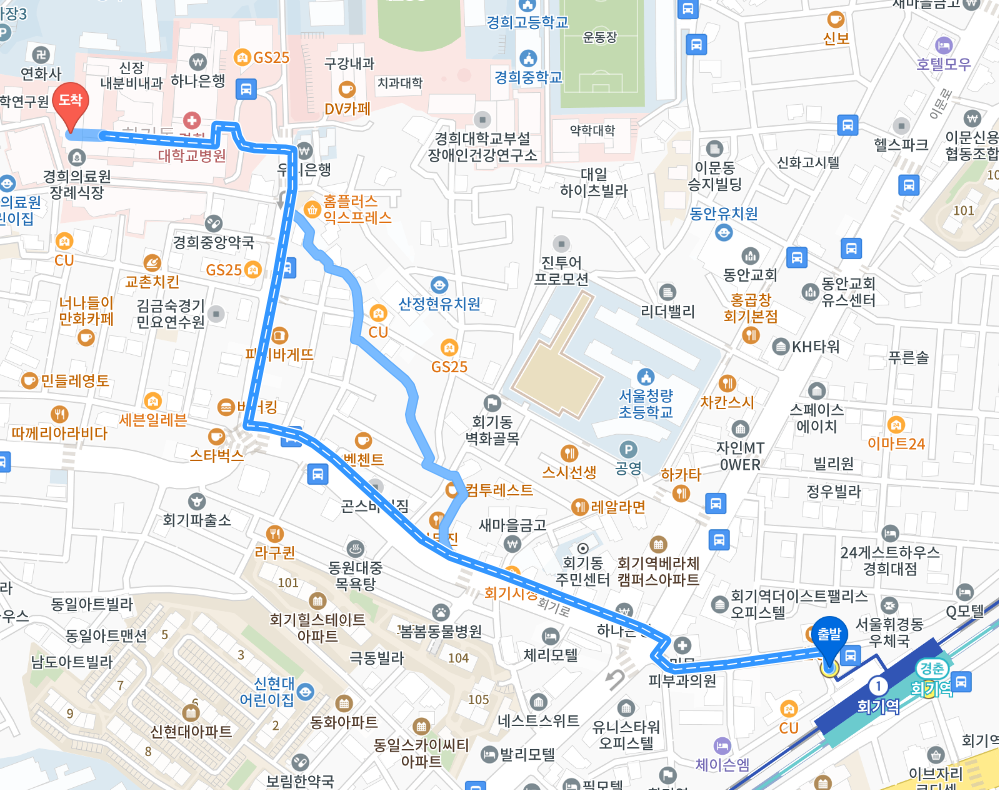 경희고등학교
새마을금고
신보
운동장
호텔모우
연화사
신장
내분비내과
하나은행
GS25
구강내과
치과대학
DV카페
경희중학교
이문로
학연구원
도착
대학교병원
우리은행
경희대학교부설
장애인건강연구소
약학대학
대일
하이츠빌라
이문동
승지빌딩
신화고시텔
헬스파크
이문신용
협동조합
경희의료원
장례식장
의료원
린이집
홈플러스
익스프레스
동안유치원
101
경희중앙약국
CU
GS25
교촌치킨
진투어
프로모션
동안교회
동안교회
유스센터
너나들이
만화카페
김금숙경기
민요연수원
산정현유치원
CU
리더밸리
홍곱창
회기본점
KH타워
푸른솔
파리바게뜨
GS25
민들레영토
세븐일레븐
버거킹
따께리아라비다
스타벅스
벤첸트
회기동
벽화골목
서울청량
초등학교
차칸스시
스페이스
에이치
자인MT
OWER
이마트24
스시선생
공영
하카타
빌리원
정우빌라
컴투레스트
레알라면
회기파출소
라구퀸
새마을금고
회기동
주민센터
회기역베라체
캠퍼스아파트
24게스트하우스
경희대점
동원대중
목욕탕
101
회기힐스테이트
아파트
동일아트빌라
동일아트맨션
남도아트빌라
회기시장
회기로
봄봄동물병원
극동빌라
104
105
체리모텔
피부과의원
회기역더이스트팰리스
오피스텔
서울휘경동
우체국
Q모텔
출발
경춘
회기역
1
회기역
5
3
7
9
8
2
신현대
어린이집
신현대아파트
동화아파트
동일스카이씨티
아파트
네스트스위트
유니스타워
오피스텔
CU
체이슨엠
발리모텔
보림한약국
픽모텔
회기역
이브자리